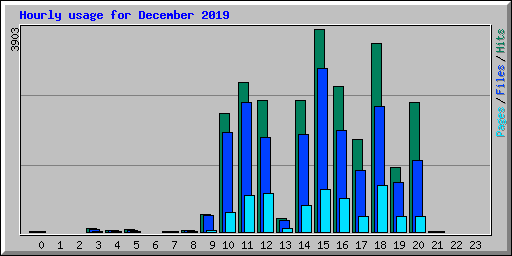 Hourly usage for December 2019
3903
Pages/Files/Hits
0 1 2 3 4 5 6 7 8 9 10 11 12 13 14 15 16 17 18 19 20 21 22 23